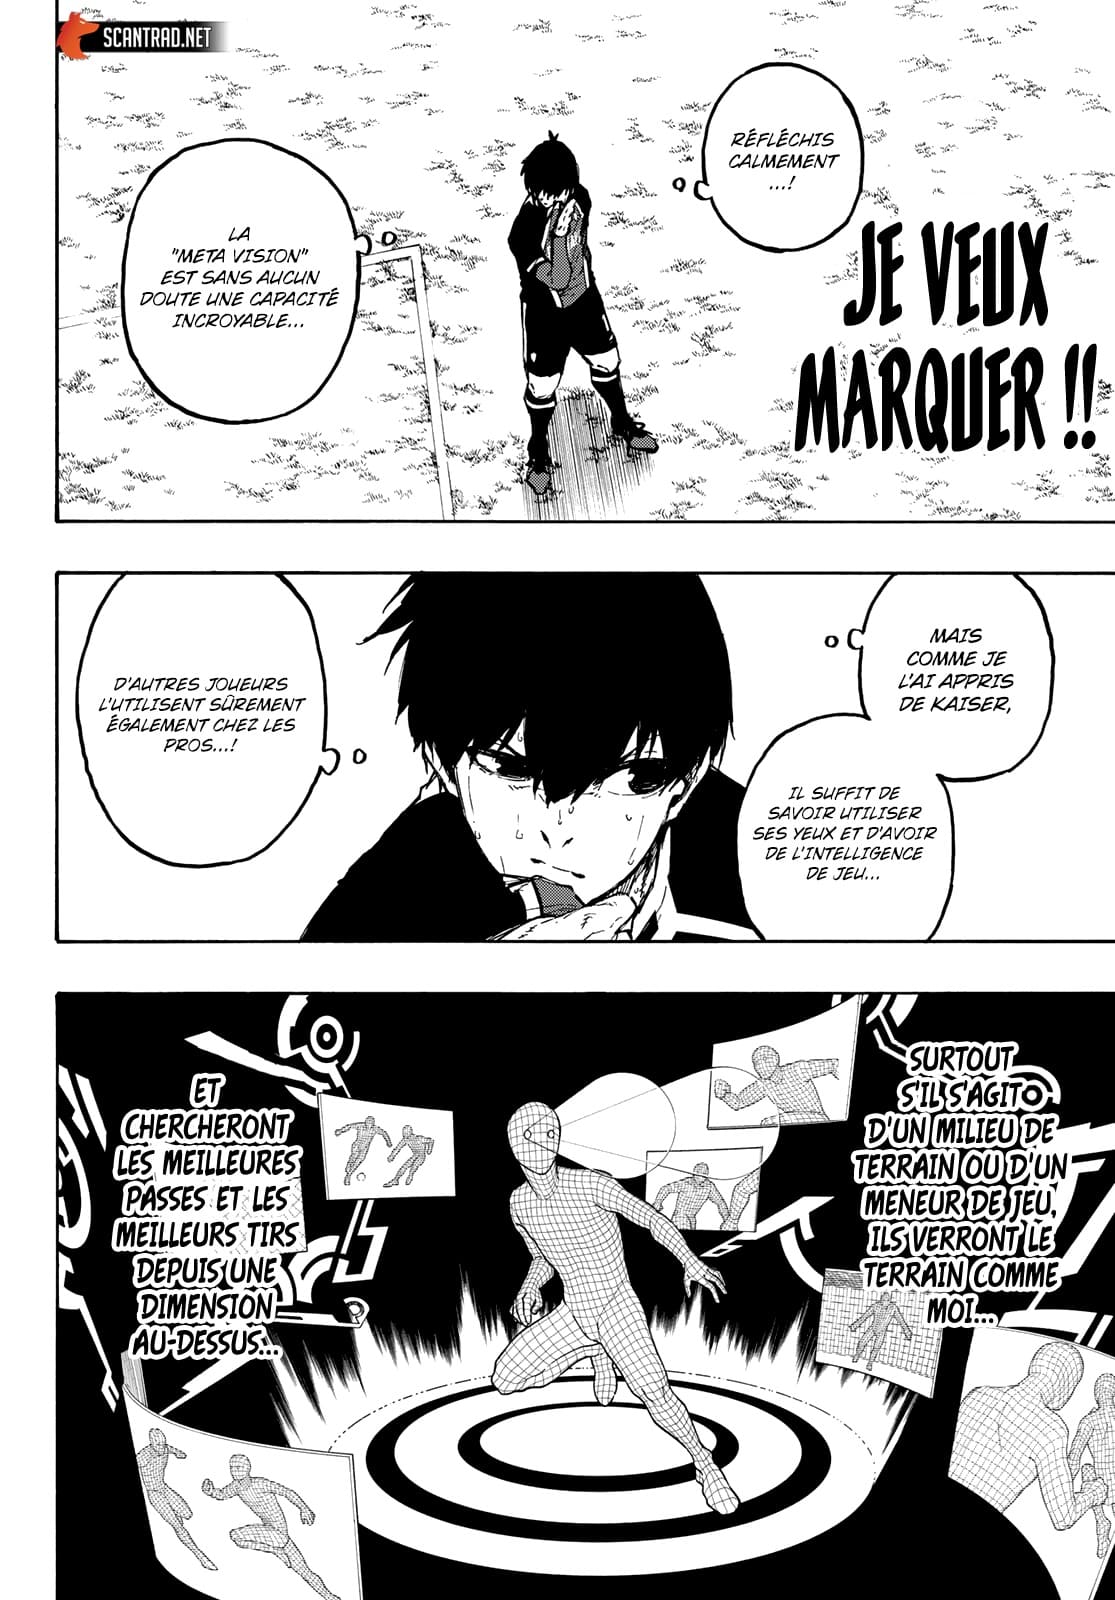 SCANTRAD.NET
RÉFLÉCHIS
CALMEMENT
...!
JE VEUX
MARQUER !!
LA
"META VISION"
EST SANS AUCUN
DOUTE UNE CAPACITÉ
INCROYABLE...
MAIS
COMME JE
L'AI APPRIS
DE KAISER,
IL SUFFIT DE
SAVOIR UTILISER
SES YEUX ET D'AVOIR
DE L'INTELLIGENCE
DE JEU...
D'AUTRES JOUEURS
L'UTILISENT SÛREMENT
ÉGALEMENT CHEZ LES
PROS...!
SURTOUT
S'IL S'AGIT
D'UN MILIEU DE
TERRAIN OU D'UN
MENEUR DE JEU,
ILS VERRONT LE
TERRAIN COMME
MOI...
ET
CHERCHERONT
LES MEILLEURES
PASSES ET LES
MEILLEURS TIRS
DEPUIS UNE
DIMENSION
AU-DESSUS...